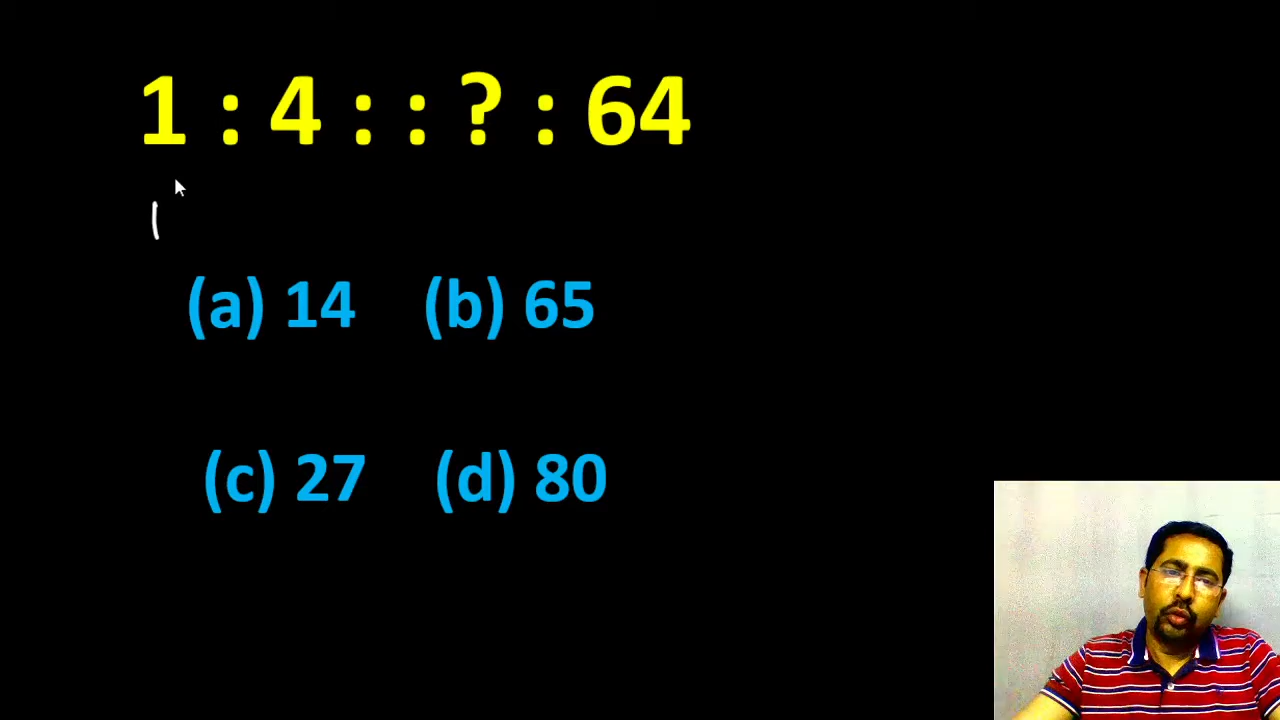 1 : 4 : : ? : 64
(a) 14 (b) 65
(c) 27 (d) 80